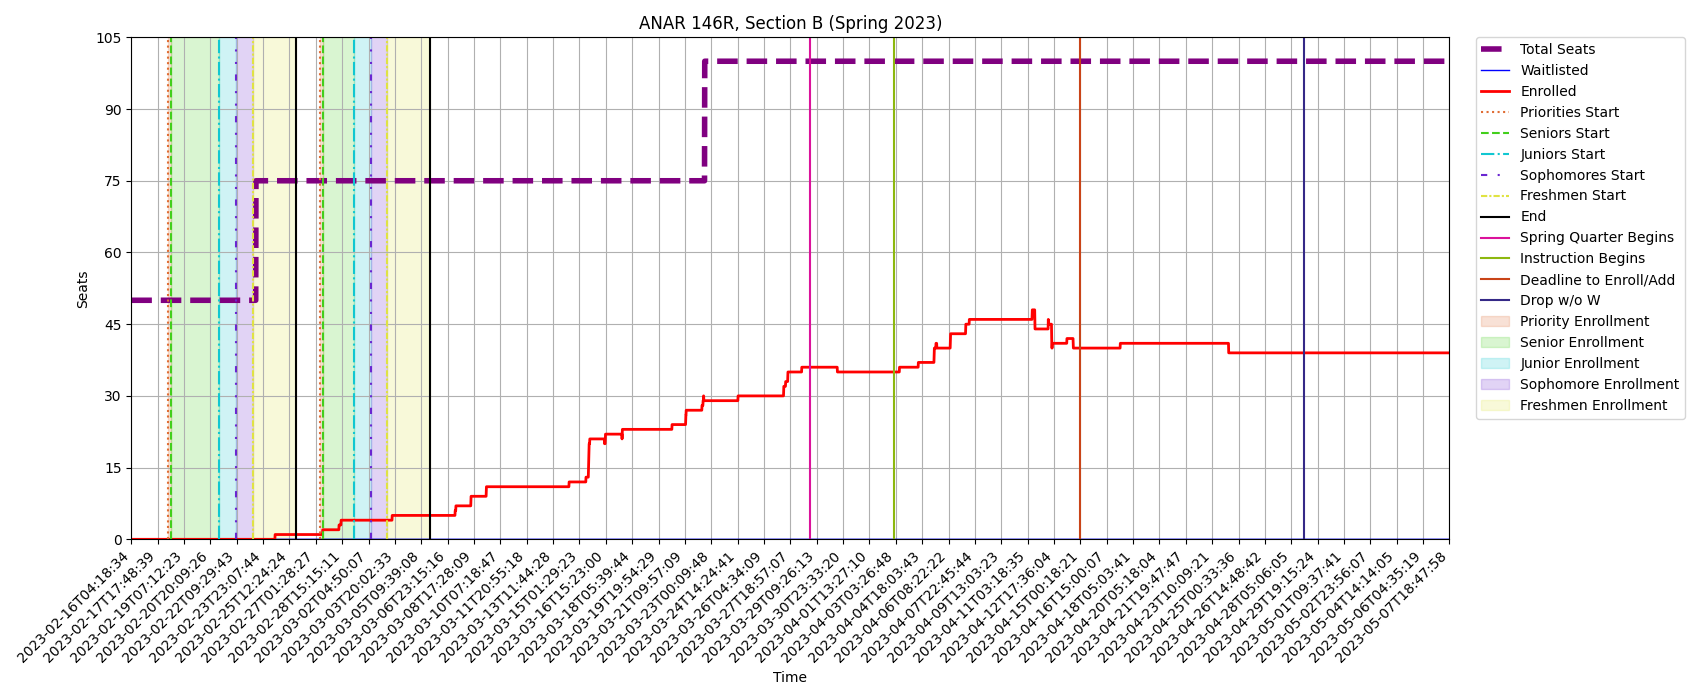 ANAR 146R, Section B (Spring 2023)
105
90
75
60
45
30
15
0
Seats
2023-02-16T04:18:34
2023-02-17T17:48:39
2023-02-19T07:12:23
2023-02-20T20:09:26
2023-02-22T09:29:43
2023-02-23T23:07:44
2023-02-25T12:24:24
2023-02-27T01:28:27
2023-02-28T15:15:11
2023-03-02T04:50:07
2023-03-03T20:02:33
2023-03-05T09:39:08
2023-03-06T23:15:16
2023-03-08T17:28:09
2023-03-10T07:18:47
2023-03-11T20:55:18
2023-03-13T11:44:28
2023-03-15T01:29:23
2023-03-16T15:23:00
2023-03-18T05:39:44
2023-03-19T19:54:29
2023-03-21T09:57:09
2023-03-23T00:09:48
2023-03-24T14:24:41
2023-03-26T04:34:09
2023-03-27T18:57:07
2023-03-29T09:26:13
2023-03-30T23:33:20
2023-04-01T13:27:10
2023-04-03T03:26:48
2023-04-04T18:03:43
2023-04-06T08:22:22
2023-04-07T22:45:44
2023-04-09T13:03:23
2023-04-11T03:18:35
2023-04-12T17:36:04
2023-04-15T00:18:21
2023-04-16T15:00:07
2023-04-18T05:03:41
2023-04-20T05:18:04
2023-04-21T19:47:47
2023-04-23T10:09:21
2023-04-25T00:33:36
2023-04-26T14:48:42
2023-04-28T05:06:05
2023-04-29T19:15:24
2023-05-01T09:37:41
2023-05-02T23:56:07
2023-05-04T14:14:05
2023-05-06T04:35:19
2023-05-07T18:47:58
Time
Total Seats
Waitlisted
Enrolled
Priorities Start
Seniors Start
Juniors Start
Sophomores Start
Freshmen Start
End
Spring Quarter Begins
Instruction Begins
Deadline to Enroll/Add
Drop w/o W
Priority Enrollment
Senior Enrollment
Junior Enrollment
Sophomore Enrollment
Freshmen Enrollment